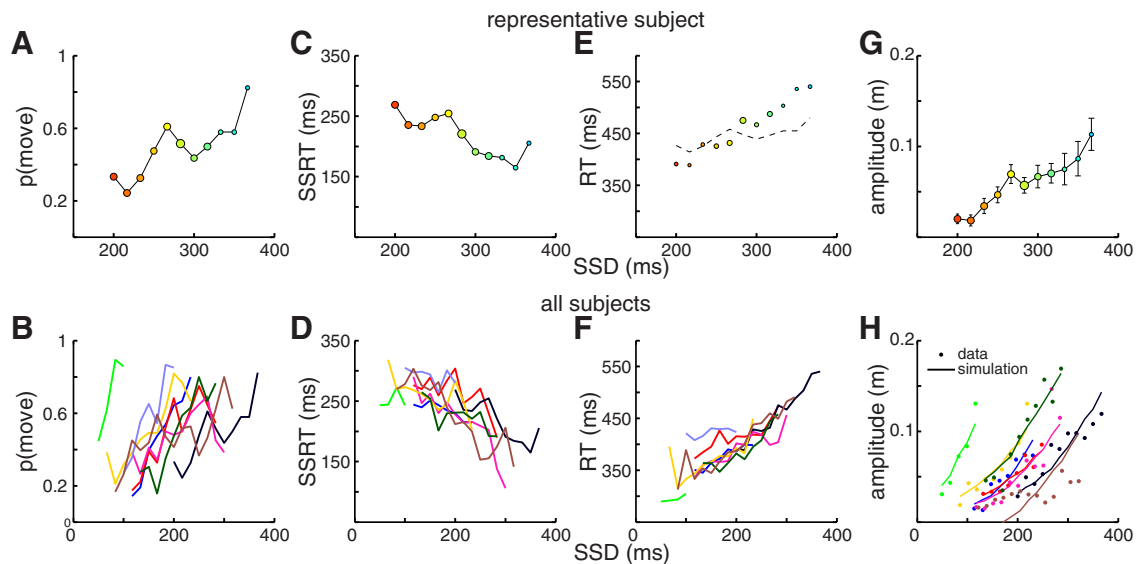 representative subject
A
C
E
G
p(move)
1
0.6
0.2
200
300
400
SSRT (ms)
350
250
150
200
300
400
RT (ms)
550
450
350
200
300
400
amplitude (m)
0.2
0.1
200
300
400
SSD (ms)
all subjects
B
D
F
H
p(move)
1
0.6
0.2
0
0
200
400
SSRT (ms)
350
250
150
0
200
400
RT (ms)
550
450
350
0
200
400
amplitude (m)
0.2
0.1
0
0
200
400
data
simulation
SSD (ms)